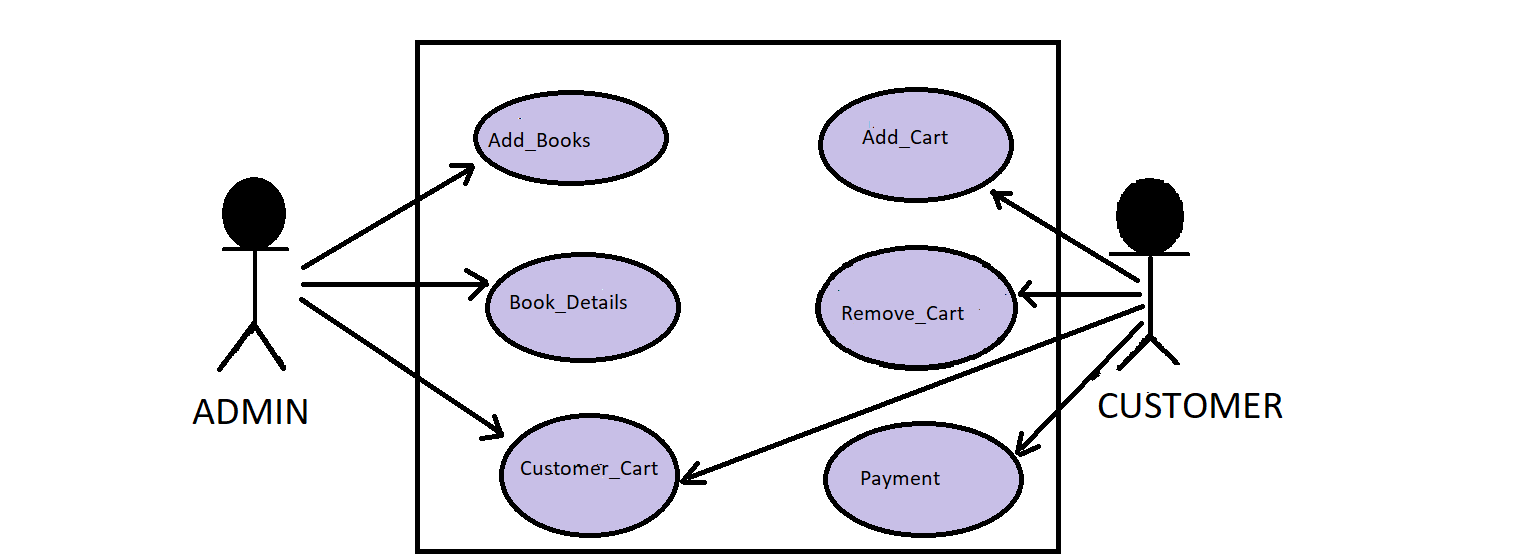 Add_Books
Add_Cart
Book_Details
Remove_Cart
ADMIN
CUSTOMER
Customer_Cart
Payment